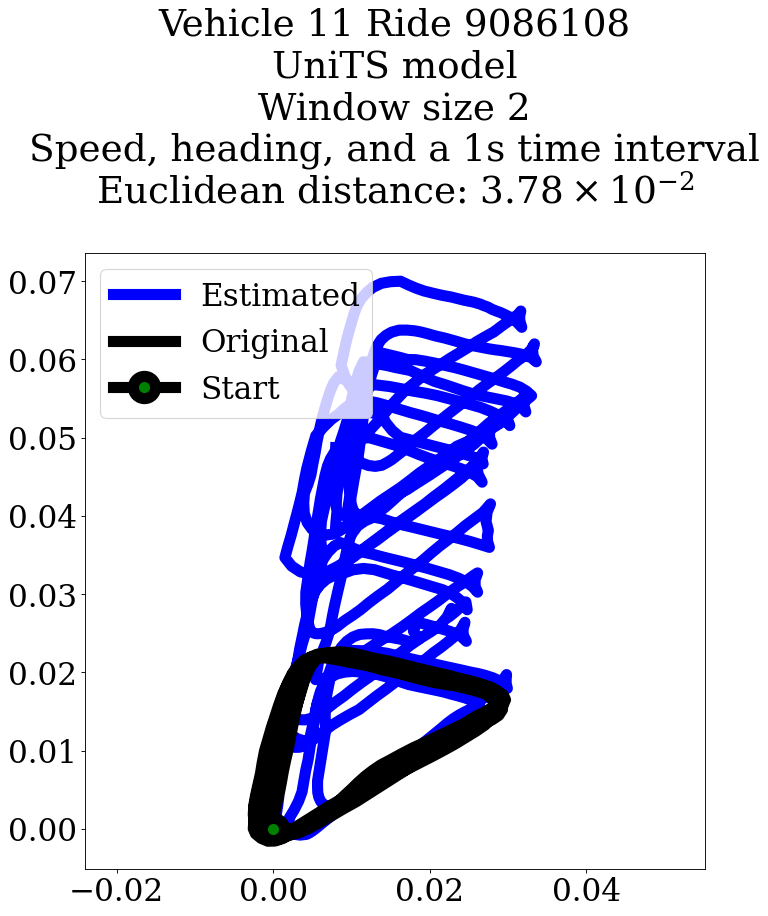 Vehicle 11 Ride 9086108
UniTS model
Window size 2
Speed, heading, and a 1s time interval
Euclidean distance: 3.78 × 10⁻²
Estimated
Original
Start
0.07
0.06
0.05
0.04
0.03
0.02
0.01
0.00
−0.02 0.00 0.02 0.04